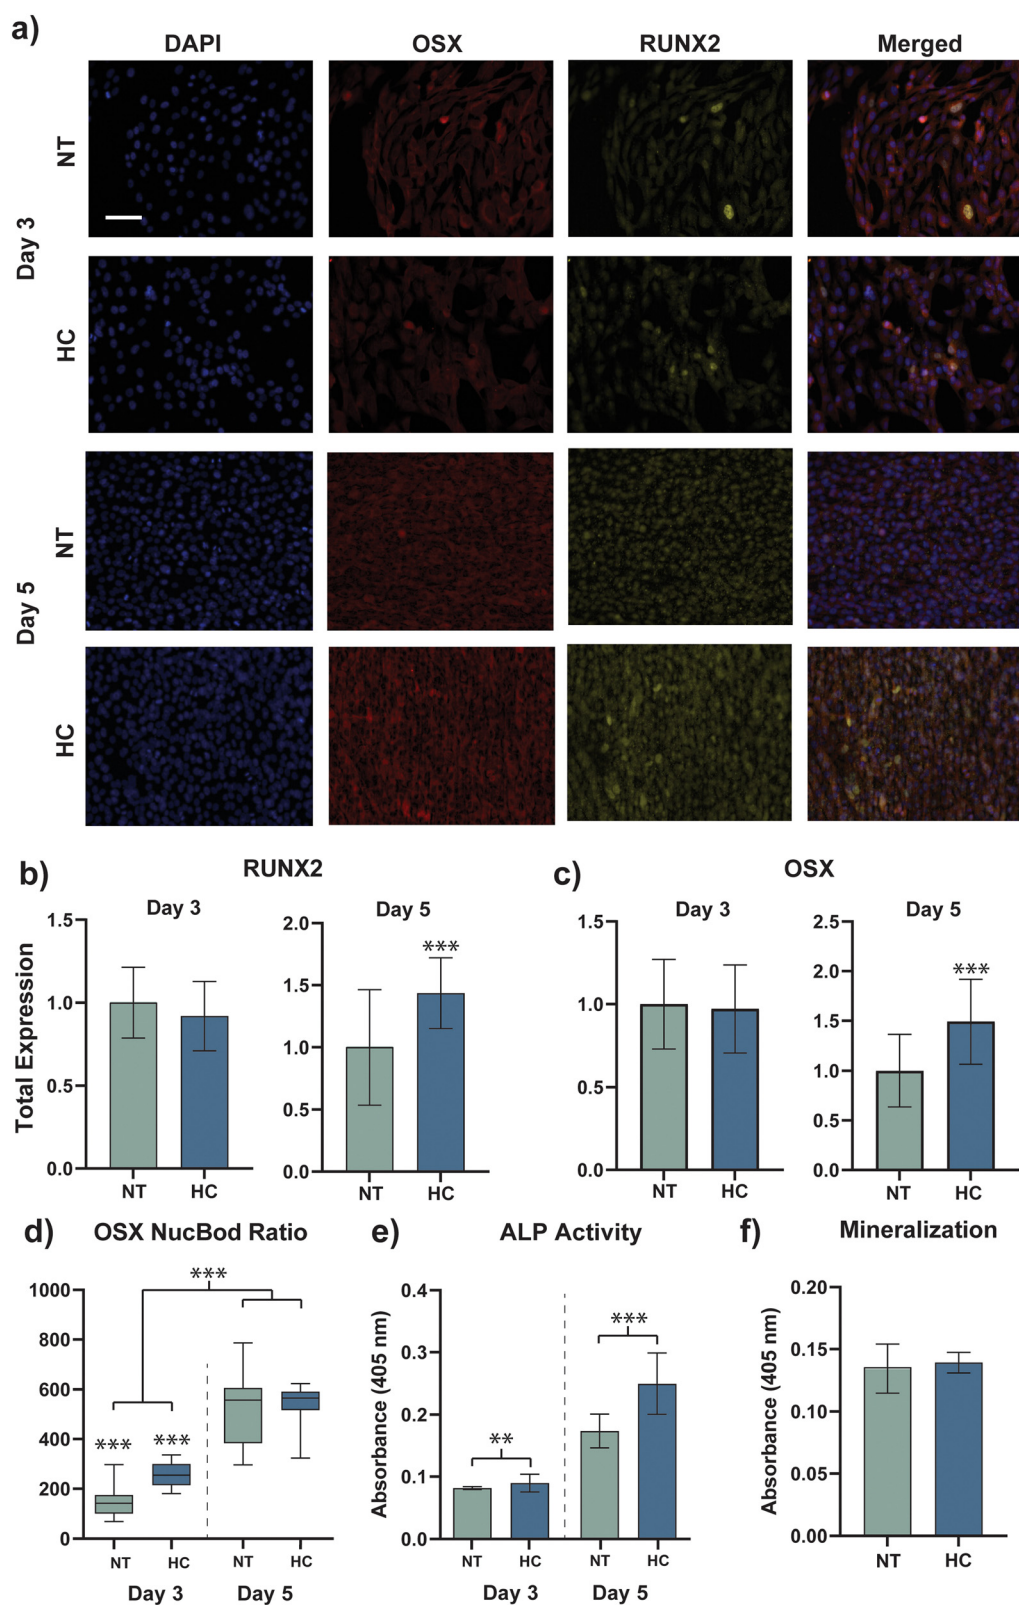 a)
DAPI OSX RUNX2 Merged
Day 3
NT
HC
Day 5
NT
HC
b) RUNX2
Total Expression
Day 3
1.5
1.0
0.5
0.0
NT HC
Day 5
2.0
1.5
1.0
0.5
0.0
***
NT HC
c) OSX
Day 3
1.5
1.0
0.5
0.0
NT HC
Day 5
2.5
2.0
1.5
1.0
0.5
0.0
***
NT HC
d) OSX NucBod Ratio
1000
800
600
400
200
0
***
*** ***
NT HC NT HC
Day 3 Day 5
e) ALP Activity
Absorbance (405 nm)
0.4
0.3
0.2
0.1
0.0
** ***
NT HC NT HC
Day 3 Day 5
f) Mineralization
Absorbance (405 nm)
0.20
0.15
0.10
0.05
0.00
NT HC